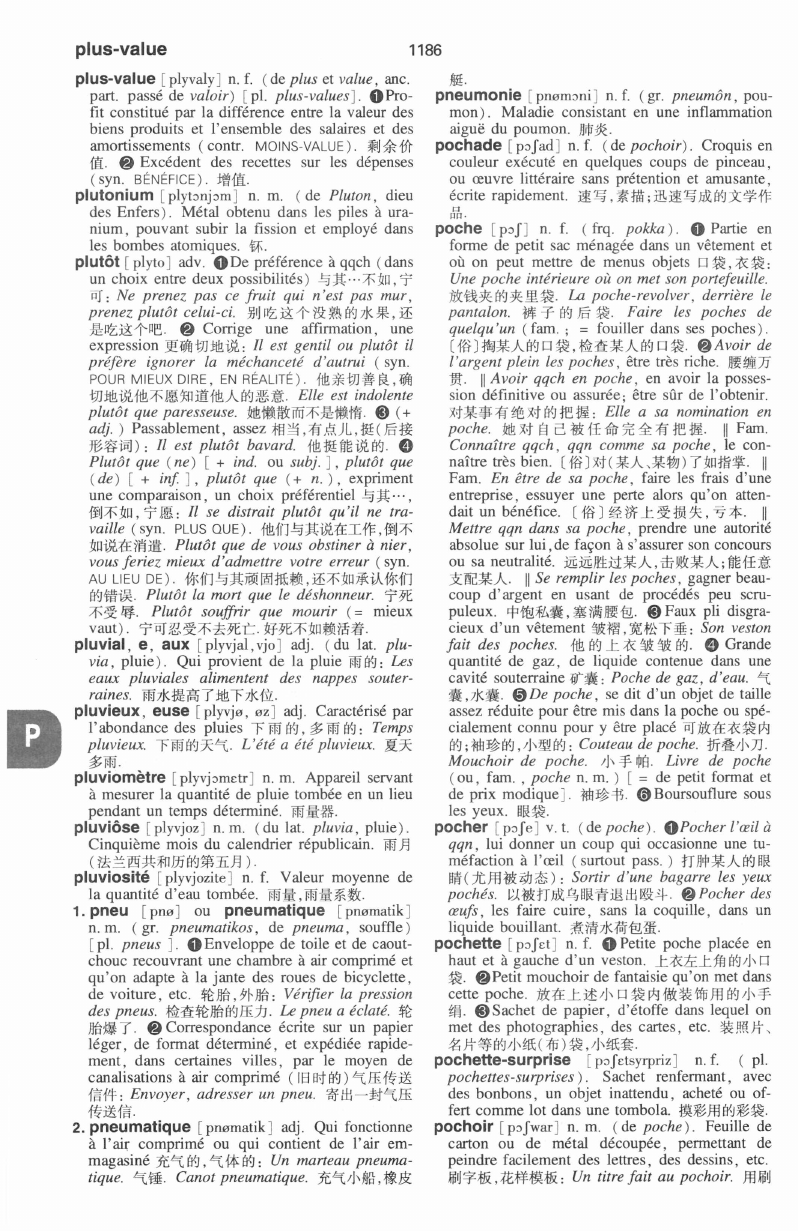 plus-value
1186
plus-value [plyvaly] n. f. (de plus et value, anc.
part. passé de valoir) [pl. plus-values]. ❶Pro-
fit constitué par la différence entre la valeur des
biens produits et l'ensemble des salaires et des
amortissements (contr. MOINS-VALUE). 剩余价
值. ❷ Excédent des recettes sur les dépenses
(syn. BÉNÉFICE). 增值.
plutonium [plytɔnjɔm] n. m. (de Pluton, dieu
des Enfers). Métal obtenu dans les piles à ura-
nium, pouvant subir la fission et employé dans
les bombes atomiques. 钚.
plutôt [plyto] adv. ❶De préférence à qqch (dans
un choix entre deux possibilités) 与其…不如,宁
可: Ne prenez pas ce fruit qui n'est pas mur,
prenez plutôt celui-ci. 别吃这个没熟的水果,还
是吃这个吧. ❷ Corrige une affirmation, une
expression 更确切地说: Il est gentil ou plutôt il
préfère ignorer la méchanceté d'autrui (syn.
POUR MIEUX DIRE, EN RÉALITÉ). 他亲切善良,确
切地说他不愿知道他人的恶意. Elle est indolente
plutôt que paresseuse. 她懒散而不是懒惰. ❸ (+
adj.) Passablement, assez 相当,有点儿,挺(后接
形容词): Il est plutôt bavard. 他挺能说的. ❹
Plutôt que (ne) [ + ind. ou subj. ], plutôt que
(de) [ + inf. ], plutôt que (+ n.), expriment
une comparaison, un choix préférentiel 与其…,
倒不如,宁愿: Il se distrait plutôt qu'il ne tra-
vaille (syn. PLUS QUE). 他们与其说在工作,倒不
如说在消遣. Plutôt que de vous obstiner à nier,
vous feriez mieux d'admettre votre erreur (syn.
AU LIEU DE). 你们与其顽固抵赖,还不如承认你们
的错误. Plutôt la mort que le déshonneur. 宁死
不受辱. Plutôt souffrir que mourir (= mieux
vaut). 宁可忍受不去死亡.好死不如赖活着.
pluvial, e, aux [plyvjal,vjo] adj. (du lat. plu-
via, pluie). Qui provient de la pluie 雨的: Les
eaux pluviales alimentent des nappes souter-
raines. 雨水提高了地下水位.
pluvieux, euse [plyvjø, øz] adj. Caractérisé par
l'abondance des pluies 下雨的,多雨的: Temps
pluvieux. 下雨的天气. L'été a été pluvieux. 夏天
多雨.
pluviomètre [plyvjɔmɛtr] n. m. Appareil servant
à mesurer la quantité de pluie tombée en un lieu
pendant un temps déterminé. 雨量器.
pluviôse [plyvjoz] n. m. (du lat. pluvia, pluie).
Cinquième mois du calendrier républicain. 雨月
(法兰西共和历的第五月).
pluviosité [plyvjozite] n. f. Valeur moyenne de
la quantité d'eau tombée. 雨量,雨量系数.
1. pneu [pnø] ou pneumatique [pnømatik]
n. m. (gr. pneumatikos, de pneuma, souffle)
[pl. pneus ]. ❶Enveloppe de toile et de caout-
chouc recouvrant une chambre à air comprimé et
qu'on adapte à la jante des roues de bicyclette,
de voiture, etc. 轮胎,外胎: Vérifier la pression
des pneus. 检查轮胎的压力. Le pneu a éclaté. 轮
胎爆了. ❷ Correspondance écrite sur un papier
léger, de format déterminé, et expédiée rapide-
ment, dans certaines villes, par le moyen de
canalisations à air comprimé (旧时的)气压传送
信件: Envoyer, adresser un pneu. 寄出一封气压
传送信.
2. pneumatique [pnømatik] adj. Qui fonctionne
à l'air comprimé ou qui contient de l'air em-
magasiné 充气的,气体的: Un marteau pneuma-
tique. 气锤. Canot pneumatique. 充气小船,橡皮
P
艇.
pneumonie [pnømɔni] n. f. (gr. pneumôn, pou-
mon). Maladie consistant en une inflammation
aiguë du poumon. 肺炎.
pochade [pɔʃad] n. f. (de pochoir). Croquis en
couleur exécuté en quelques coups de pinceau,
ou œuvre littéraire sans prétention et amusante,
écrite rapidement. 速写,素描;迅速写成的文学作
品.
poche [pɔʃ] n. f. (frq. pokka). ❶ Partie en
forme de petit sac ménagée dans un vêtement et
où on peut mettre de menus objets 口袋,衣袋:
Une poche intérieure où on met son portefeuille.
放钱夹的夹里袋. La poche-revolver, derrière le
pantalon. 裤子的后袋. Faire les poches de
quelqu'un (fam. ; = fouiller dans ses poches).
〔俗〕掏某人的口袋,检查某人的口袋. ❷Avoir de
l'argent plein les poches, être très riche. 腰缠万
贯. ‖ Avoir qqch en poche, en avoir la posses-
sion définitive ou assurée; être sûr de l'obtenir.
对某事有绝对的把握: Elle a sa nomination en
poche. 她对自己被任命完全有把握. ‖ Fam.
Connaître qqch, qqn comme sa poche, le con-
naître très bien. 〔俗〕对(某人、某物)了如指掌. ‖
Fam. En être de sa poche, faire les frais d'une
entreprise, essuyer une perte alors qu'on atten-
dait un bénéfice. 〔俗〕经济上受损失,亏本. ‖
Mettre qqn dans sa poche, prendre une autorité
absolue sur lui,de façon à s'assurer son concours
ou sa neutralité. 远远胜过某人,击败某人;能任意
支配某人. ‖ Se remplir les poches, gagner beau-
coup d'argent en usant de procédés peu scru-
puleux. 中饱私囊,塞满腰包. ❸ Faux pli disgra-
cieux d'un vêtement 皱褶,宽松下垂: Son veston
fait des poches. 他的上衣皱皱的. ❹ Grande
quantité de gaz, de liquide contenue dans une
cavité souterraine 矿囊: Poche de gaz, d'eau. 气
囊,水囊. ❺De poche, se dit d'un objet de taille
assez réduite pour être mis dans la poche ou spé-
cialement connu pour y être placé 可放在衣袋内
的;袖珍的,小型的: Couteau de poche. 折叠小刀.
Mouchoir de poche. 小手帕. Livre de poche
(ou, fam. , poche n. m. ) [ = de petit format et
de prix modique]. 袖珍书. ❻Boursouflure sous
les yeux. 眼袋.
pocher [pɔʃe] v. t. (de poche). ❶Pocher l'œil à
qqn, lui donner un coup qui occasionne une tu-
méfaction à l'œil (surtout pass. ) 打肿某人的眼
睛(尤用被动态): Sortir d'une bagarre les yeux
pochés. 以被打成乌眼青退出殴斗. ❷Pocher des
œufs, les faire cuire, sans la coquille, dans un
liquide bouillant. 煮清水荷包蛋.
pochette [pɔʃɛt] n. f. ❶ Petite poche placée en
haut et à gauche d'un veston. 上衣左上角的小口
袋. ❷Petit mouchoir de fantaisie qu'on met dans
cette poche. 放在上述小口袋内做装饰用的小手
绢. ❸Sachet de papier, d'étoffe dans lequel on
met des photographies, des cartes, etc. 装照片、
名片等的小纸(布)袋,小纸套.
pochette-surprise [pɔʃɛtsyrpriz] n. f. ( pl.
pochettes-surprises). Sachet renfermant, avec
des bonbons, un objet inattendu, acheté ou of-
fert comme lot dans une tombola. 摸彩用的彩袋.
pochoir [pɔʃwar] n. m. (de poche). Feuille de
carton ou de métal découpée, permettant de
peindre facilement des lettres, des dessins, etc.
刷字板,花样模板: Un titre fait au pochoir. 用刷